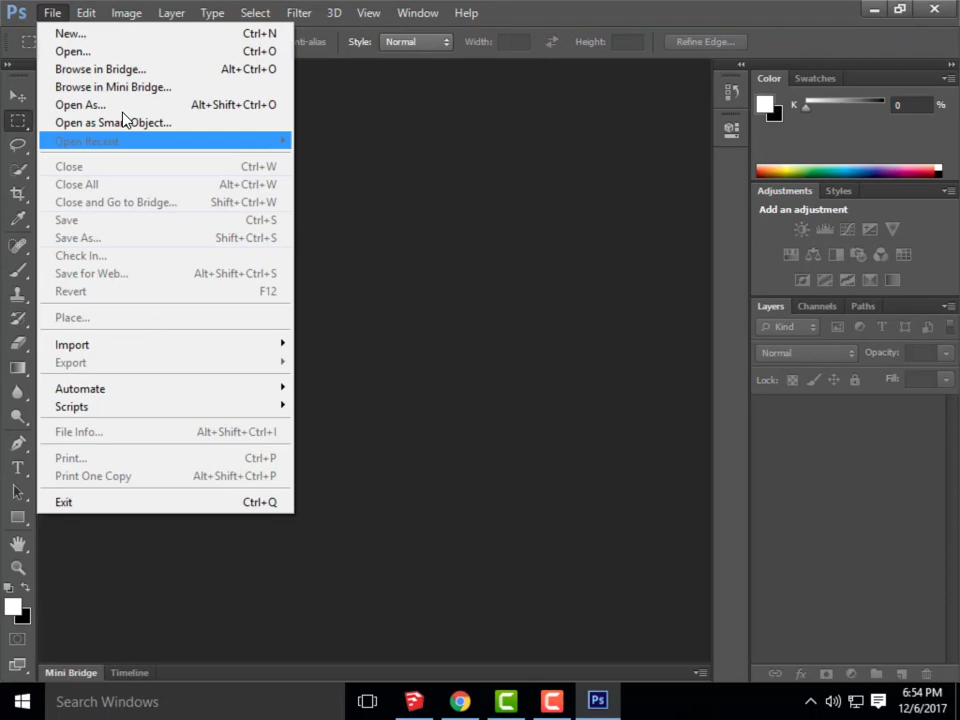 Ps File Edit Image Layer Type Select Filter 3D View Window Help
New... Ctrl+N
Open... Ctrl+O
Browse in Bridge... Alt+Ctrl+O
Browse in Mini Bridge...
Open As... Alt+Shift+Ctrl+O
Open as Smart Object...
Open Recent
Close Ctrl+W
Close All Alt+Ctrl+W
Close and Go to Bridge... Shift+Ctrl+W
Save Ctrl+S
Save As... Shift+Ctrl+S
Check In...
Save for Web... Alt+Shift+Ctrl+S
Revert F12
Place...
Import
Export
Automate
Scripts
File Info... Alt+Shift+Ctrl+I
Print... Ctrl+P
Print One Copy Alt+Shift+Ctrl+P
Exit Ctrl+Q
nti-alias Style: Normal Width: Height: Refine Edge...
Color Swatches
K 0 %
Adjustments Styles
Add an adjustment
Layers Channels Paths
Kind
Normal Opacity:
Lock: Fill:
Mini Bridge Timeline
Search Windows
Ps
6:54 PM
12/6/2017